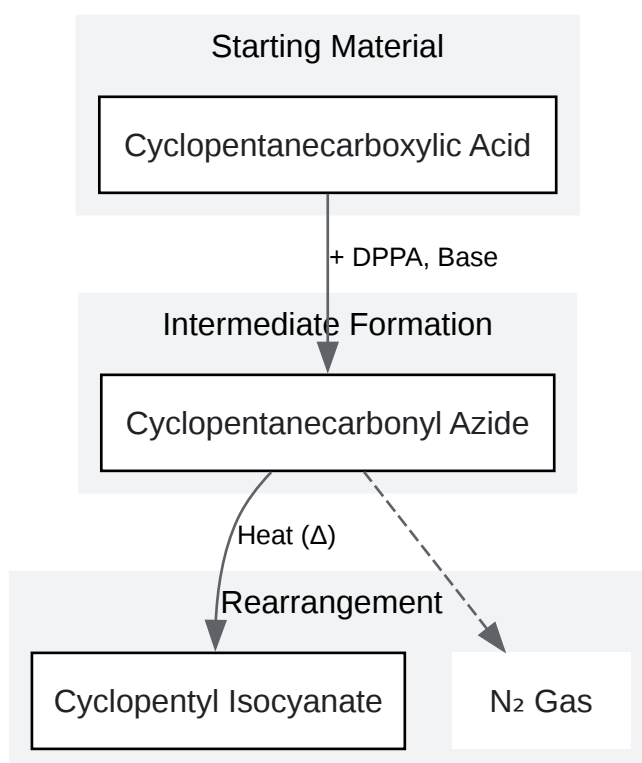 Starting Material
Cyclopentanecarboxylic Acid
+ DPPA, Base
Intermediate Formation
Cyclopentanecarbonyl Azide
Heat (Δ)
Rearrangement
Cyclopentyl Isocyanate
N₂ Gas